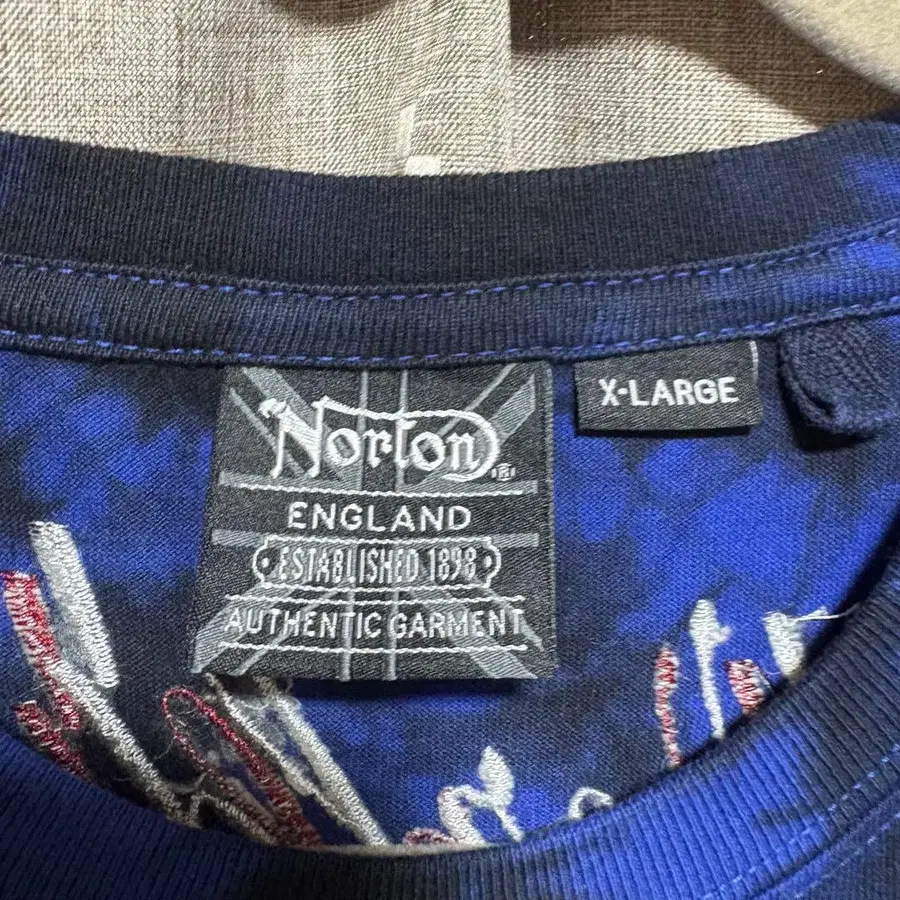 Norton®
ENGLAND
ESTABLISHED 1898
AUTHENTIC GARMENT
X-LARGE